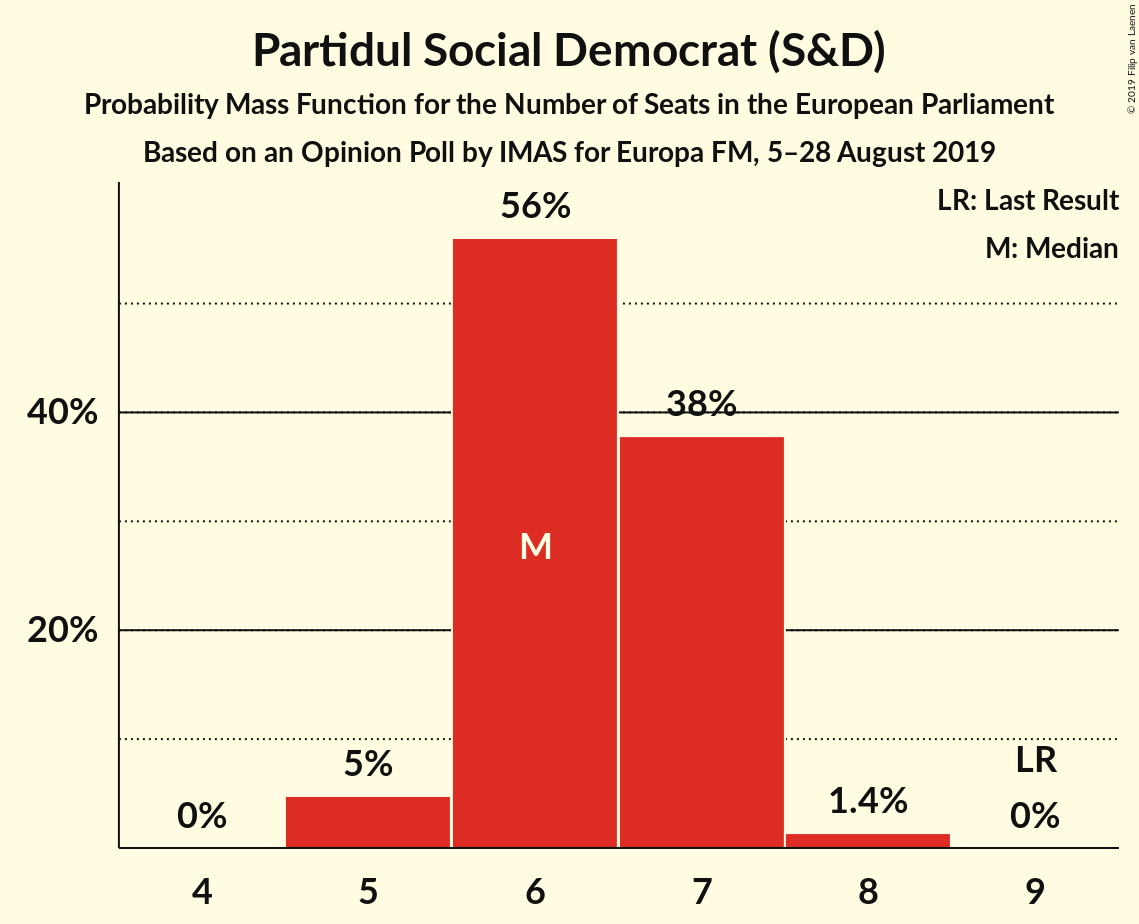 Partidul Social Democrat (S&D)
Probability Mass Function for the Number of Seats in the European Parliament
Based on an Opinion Poll by IMAS for Europa FM, 5–28 August 2019
© 2019 Filip van Laenen
LR: Last Result
M: Median
56%
40%
38%
M
20%
5%
LR
0%
1.4%
0%
4 5 6 7 8 9